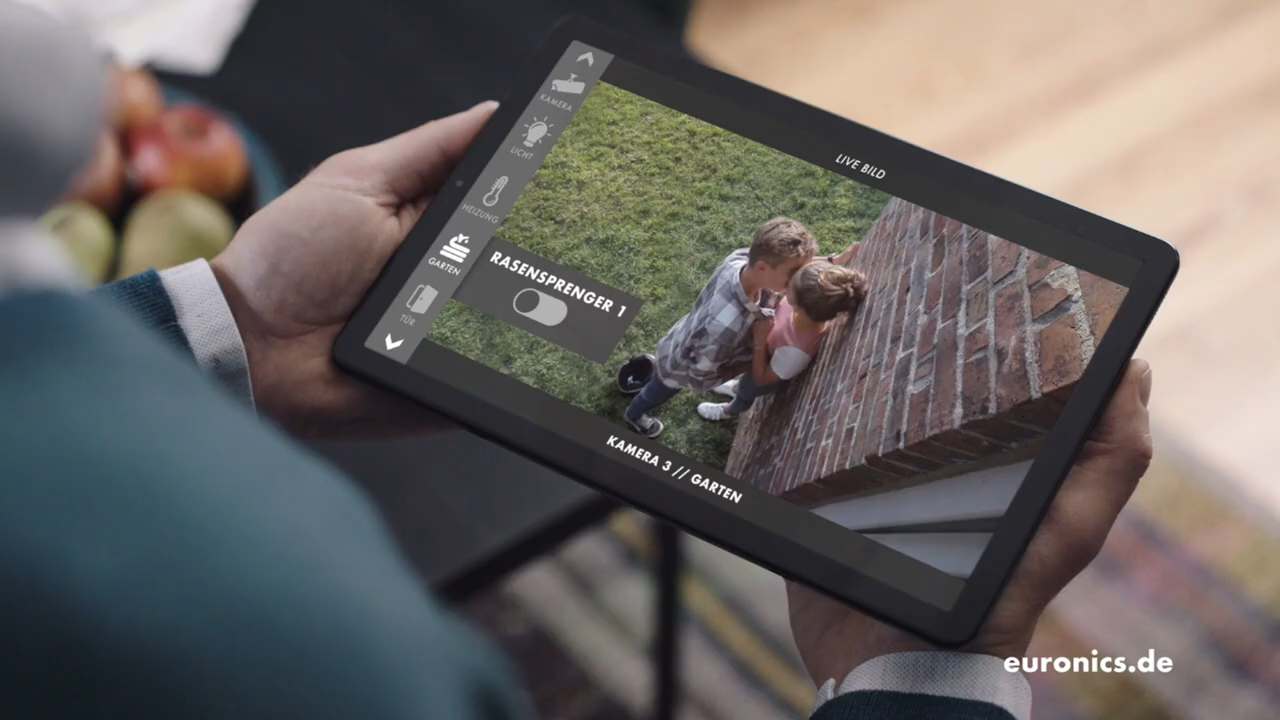 LIVE BILD
KAMERA
LICHT
HEIZUNG
GARTEN
TÜR
RASENSPRENGER 1
KAMERA 3 // GARTEN
euronics.de